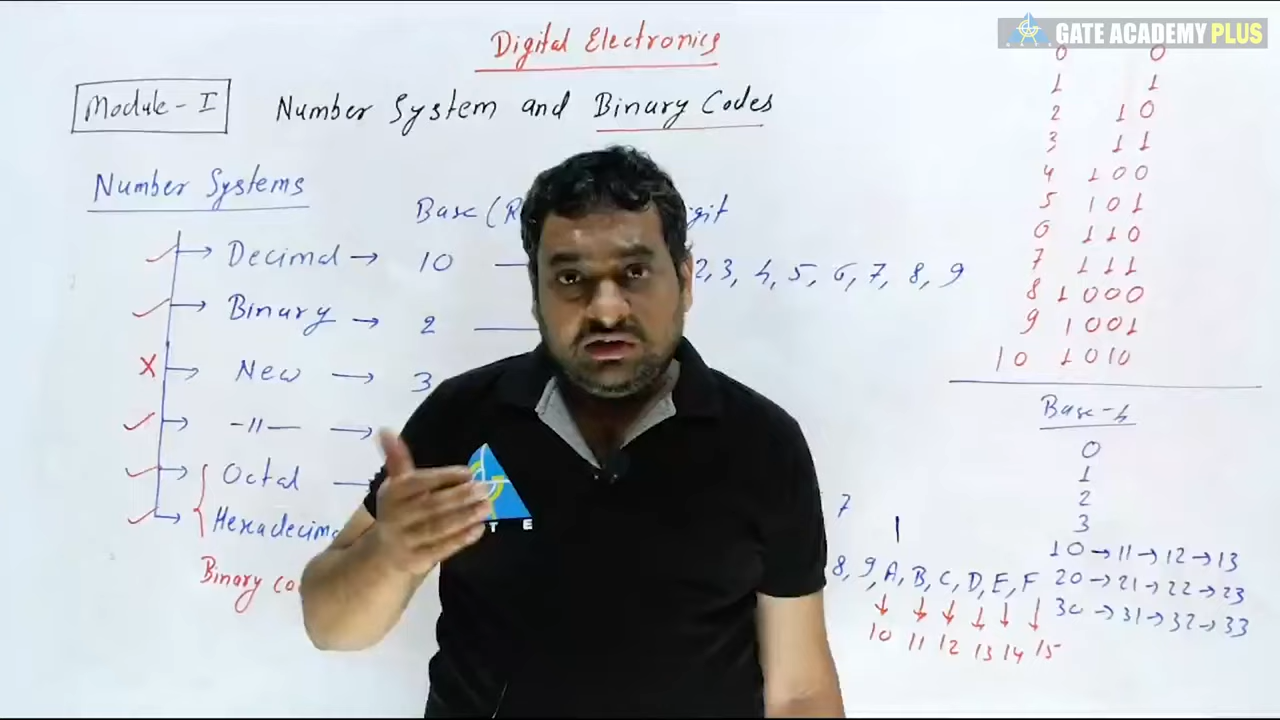 GATE ACADEMY PLUS
Digital Electronics
Module - I Number System and Binary Codes
Number Systems
Base (R git
Decimal → 10 — 2, 3, 4, 5, 6, 7, 8, 9
Binary → 2 —
X New → 3
-11- →
Octal — 7
Hexadecima 8, 9, A, B, C, D, E, F
10 11 12 13 14 15
Binary co
T E
0 0
1 1
2 10
3 11
4 100
5 101
6 110
7 111
8 1000
9 1001
10 1010
Base-4
0
1
2
3
10 → 11 → 12 → 13
20 → 21 → 22 → 23
30 → 31 → 32 → 33